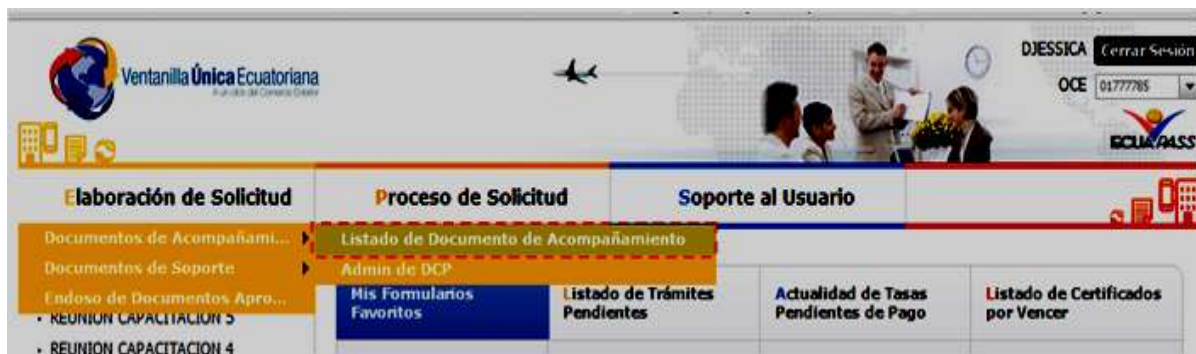 Ventanilla Única Ecuatoriana
DJESSICA
Cerrar Sesión
OCE
01777785
ECUAPASS
Elaboración de Solicitud
Proceso de Solicitud
Soporte al Usuario
Documentos de Acompañami...
Listado de Documento de Acompañamiento
Documentos de Soporte
Admin de DCP
Endoso de Documentos Apro...
Mis Formularios
Favoritos
Listado de Trámites
Pendientes
Actualidad de Tasas
Pendientes de Pago
Listado de Certificados
por Vencer
• REUNION CAPACITACION 5
• REUNION CAPACITACION 4